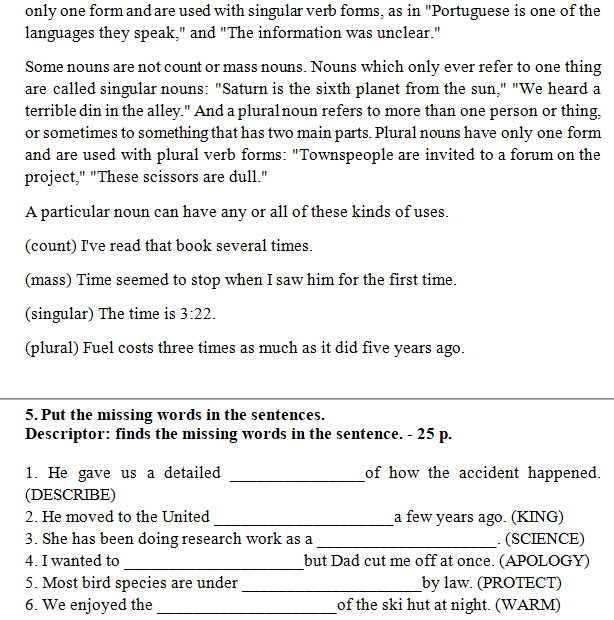 only one form and are used with singular verb forms, as in "Portuguese is one of the
languages they speak," and "The information was unclear."
Some nouns are not count or mass nouns. Nouns which only ever refer to one thing
are called singular nouns: "Saturn is the sixth planet from the sun," "We heard a
terrible din in the alley." And a plural noun refers to more than one person or thing,
or sometimes to something that has two main parts. Plural nouns have only one form
and are used with plural verb forms: "Townspeople are invited to a forum on the
project," "These scissors are dull."
A particular noun can have any or all of these kinds of uses.
(count) I've read that book several times.
(mass) Time seemed to stop when I saw him for the first time.
(singular) The time is 3:22.
(plural) Fuel costs three times as much as it did five years ago.
5. Put the missing words in the sentences.
Descriptor: finds the missing words in the sentence. - 25 p.
1. He gave us a detailed _______________of how the accident happened.
(DESCRIBE)
2. He moved to the United ____________________a few years ago. (KING)
3. She has been doing research work as a ____________________. (SCIENCE)
4. I wanted to ____________________but Dad cut me off at once. (APOLOGY)
5. Most bird species are under ____________________by law. (PROTECT)
6. We enjoyed the ____________________of the ski hut at night. (WARM)